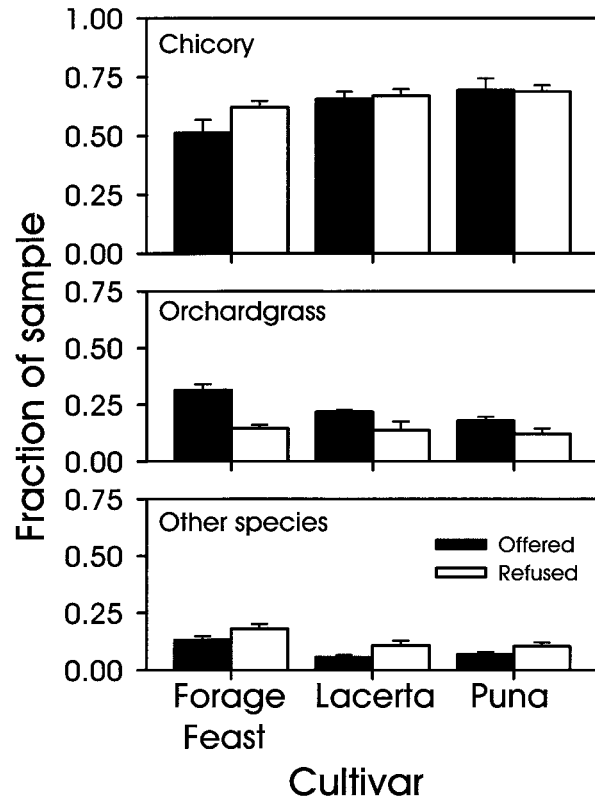 Fraction of sample
1.00
Chicory
0.75
0.50
0.25
0.00
0.75
Orchardgrass
0.50
0.25
0.00
0.75
Other species
Offered
0.50
Refused
0.25
0.00
Forage Feast
Lacerta
Puna
Cultivar